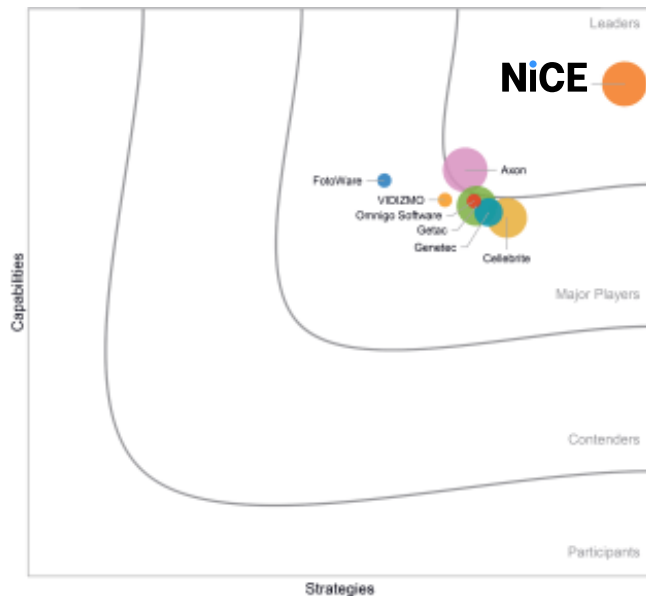 Leaders
NiCE
Axon
FotoWare
VIDIZMO
Omnigo Software
Getac
Genetec
Cellebrite
Major Players
Capabilities
Contenders
Participants
Strategies